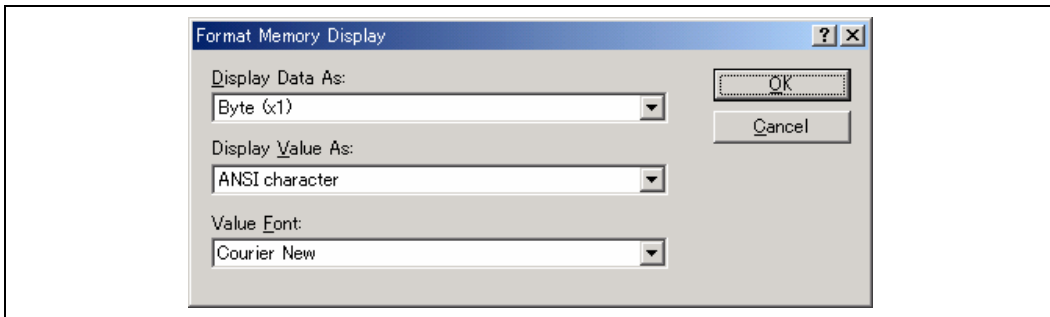 Format Memory Display
Display Data As:
Byte (x1)
OK
Cancel
Display Value As:
ANSI character
Value Font:
Courier New